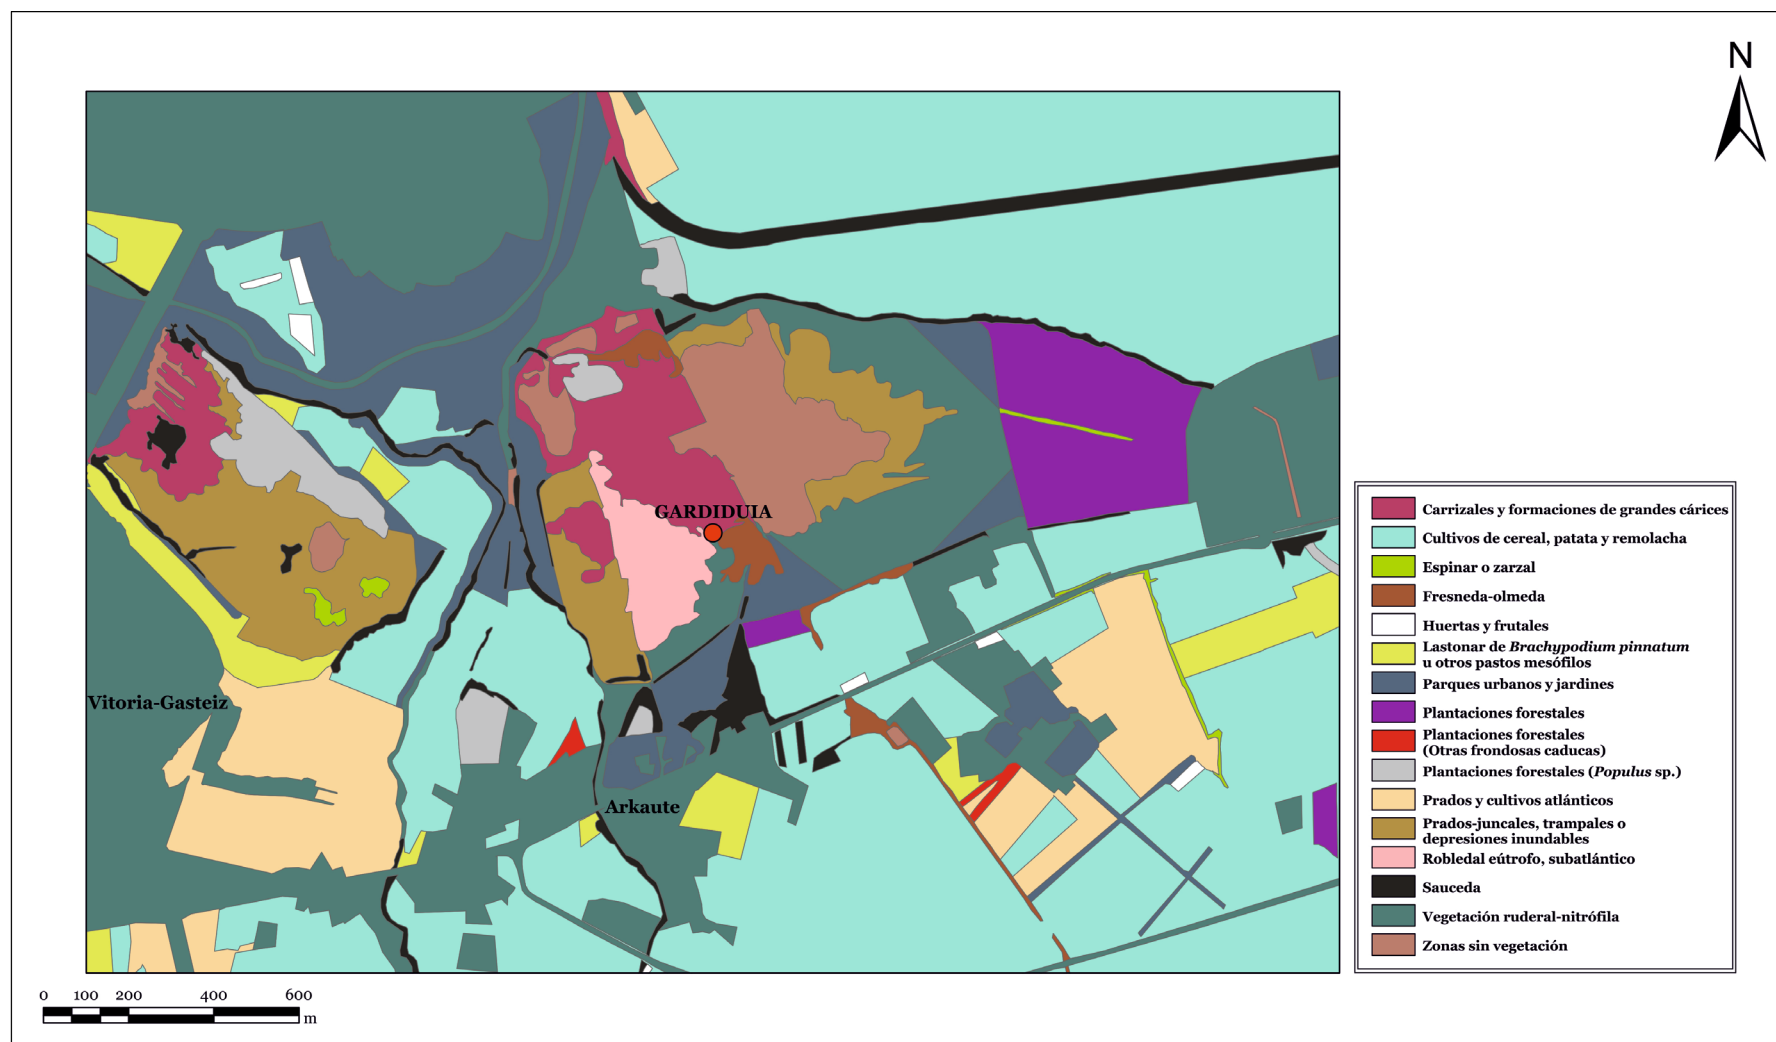 N
GARDIDUIA
Vitoria-Gasteiz
Arkaute
Carrizales y formaciones de grandes cárices
Cultivos de cereal, patata y remolacha
Espinar o zarzal
Fresneda-olmeda
Huertas y frutales
Lastonar de Brachypodium pinnatum
u otros pastos mesófilos
Parques urbanos y jardines
Plantaciones forestales
Plantaciones forestales
(Otras frondosas caducas)
Plantaciones forestales (Populus sp.)
Prados y cultivos atlánticos
Prados-juncales, trampales o
depresiones inundables
Robledal eútrofo, subatlántico
Sauceda
Vegetación ruderal-nitrófila
Zonas sin vegetación
0 100 200 400 600
m